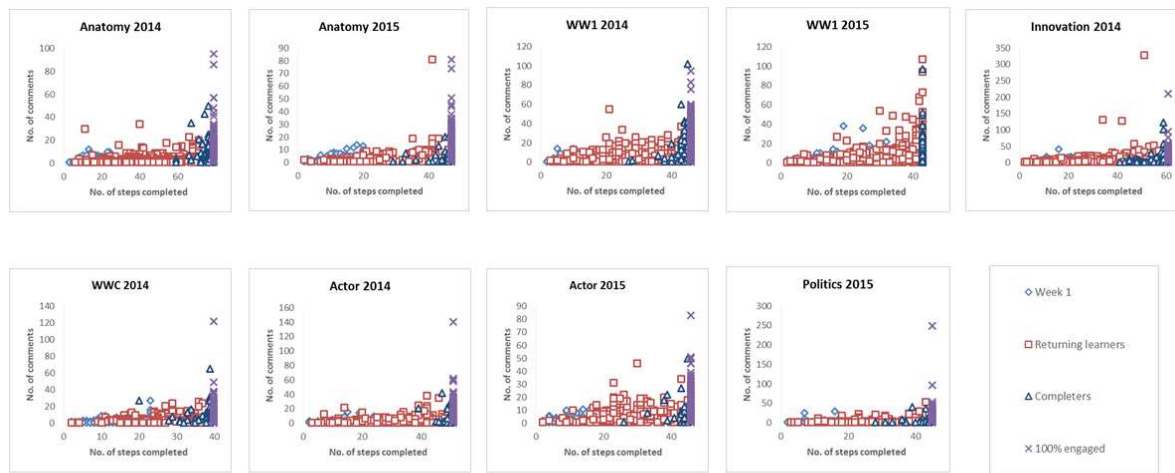 Anatomy 2014
No. of comments
100
80
60
40
20
0
0 20 40 60
No. of steps completed
Anatomy 2015
No. of comments
90
80
70
60
50
40
30
20
10
0
0 20 40
No. of steps completed
WW1 2014
No. of comments
120
100
80
60
40
20
0
0 20 40
No. of steps completed
WW1 2015
No. of comments
120
100
80
60
40
20
0
0 20 40
No. of steps completed
Innovation 2014
No. of comments
350
300
250
200
150
100
50
0
0 20 40 60
No. of steps completed
WWC 2014
No. of comments
140
120
100
80
60
40
20
0
0 10 20 30 40
No. of steps completed
Actor 2014
No. of comments
160
140
120
100
80
60
40
20
0
0 20 40
No. of steps completed
Actor 2015
No. of comments
90
80
70
60
50
40
30
20
10
0
0 20 40
No. of steps completed
Politics 2015
No. of comments
300
250
200
150
100
50
0
0 20 40
No. of steps completed
Week 1
Returning learners
Completers
100% engaged